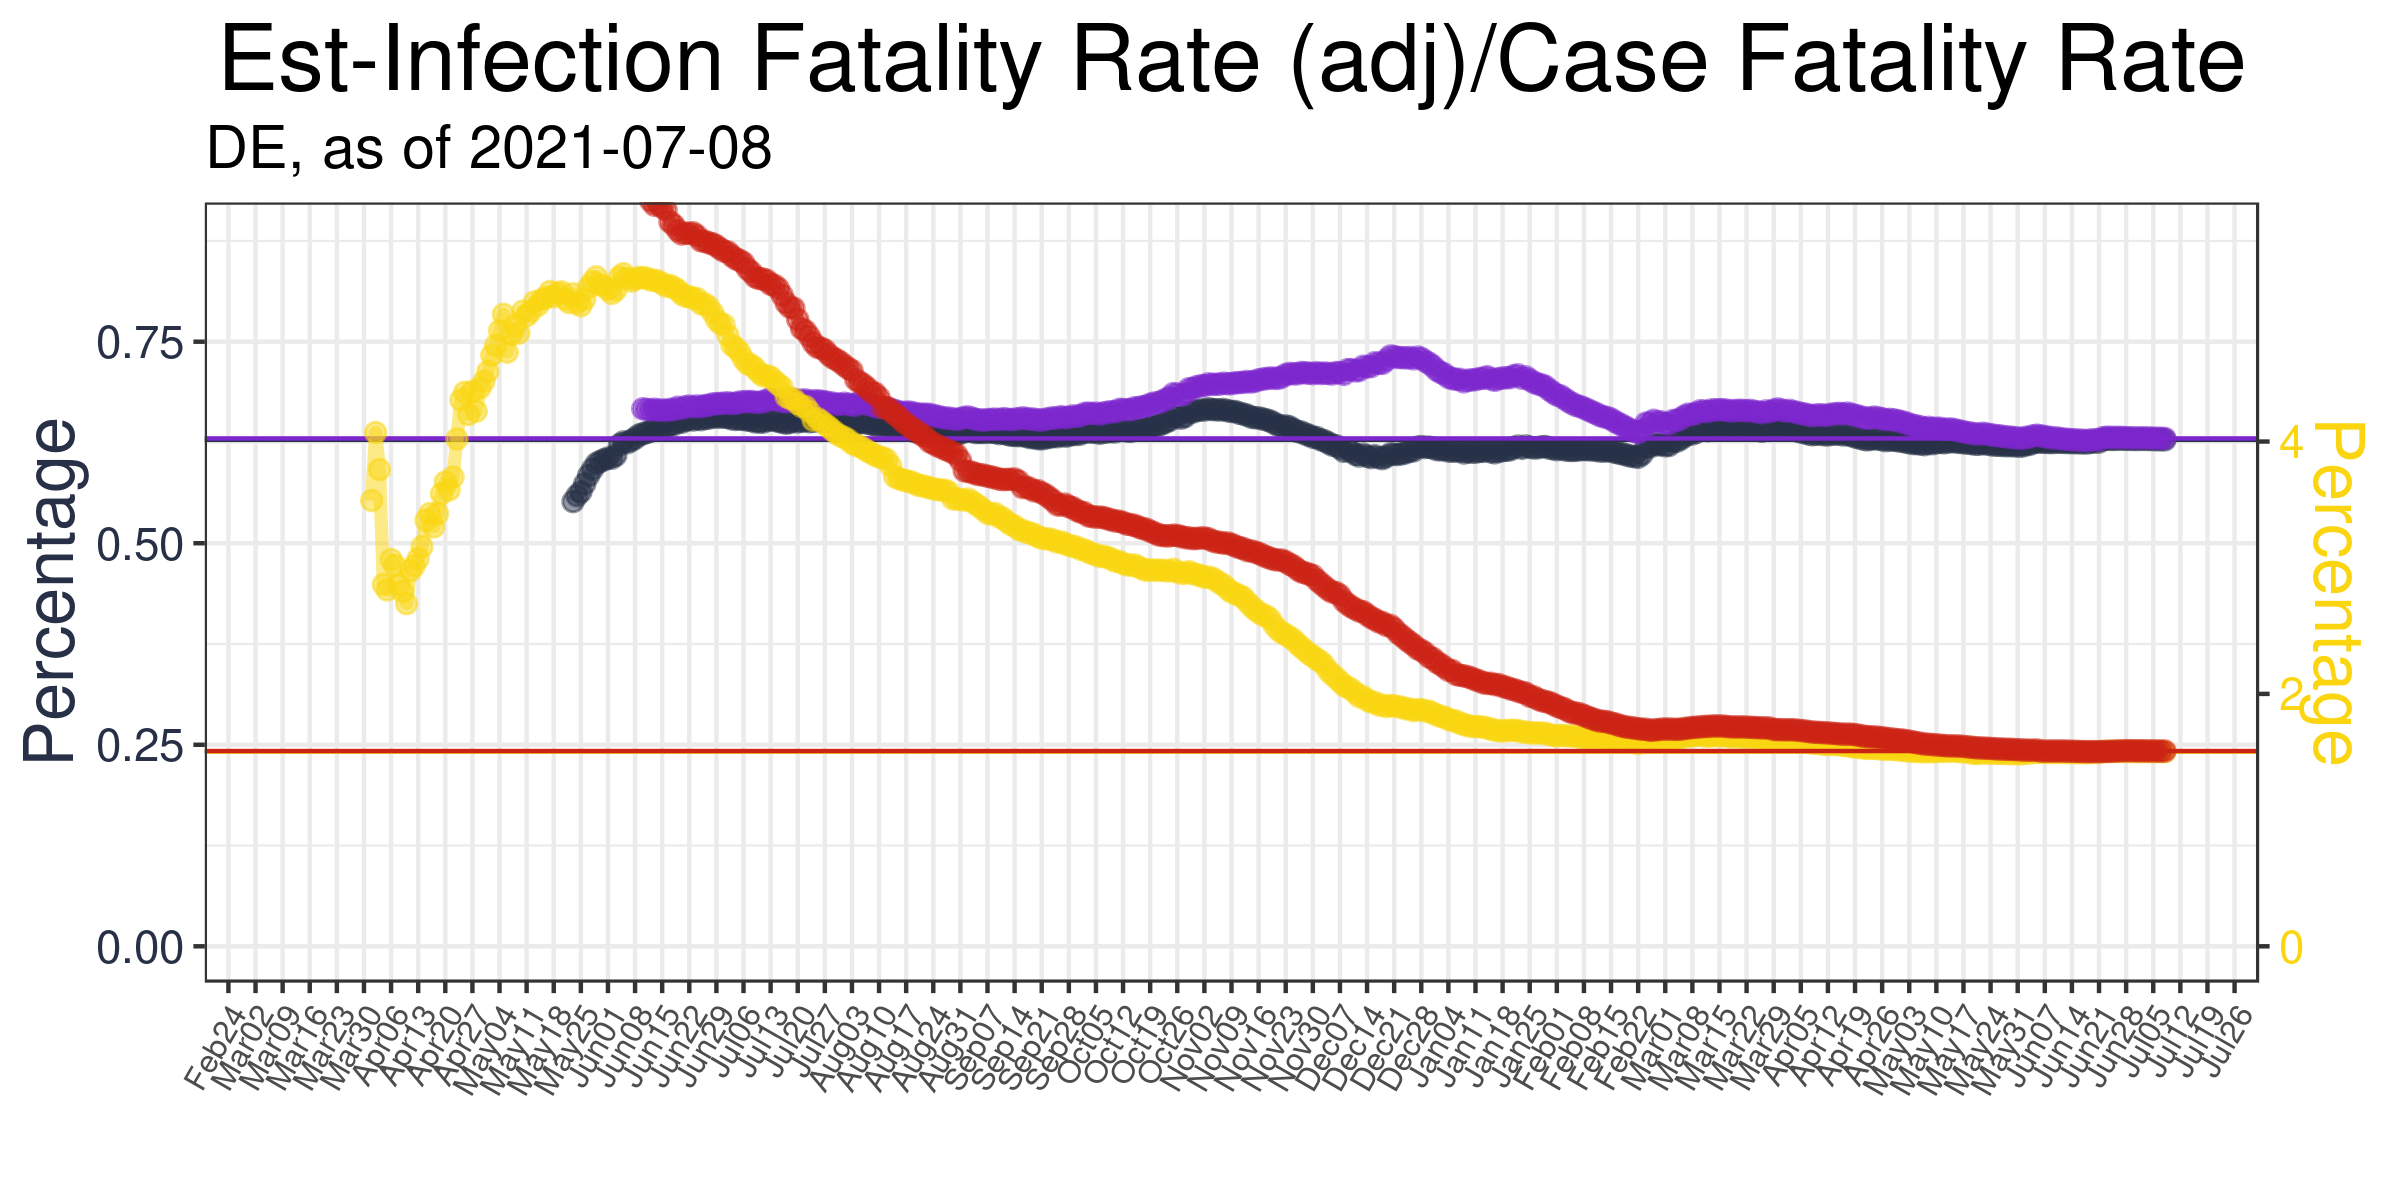 Est-Infection Fatality Rate (adj)/Case Fatality Rate
DE, as of 2021-07-08
Percentage
0.75
0.50
0.25
0.00
4
2
0
Percentage
Feb24
Mar02
Mar09
Mar16
Mar23
Mar30
Apr06
Apr13
Apr20
Apr27
May04
May11
May18
May25
Jun01
Jun08
Jun15
Jun22
Jun29
Jul06
Jul13
Jul20
Jul27
Aug03
Aug10
Aug17
Aug24
Aug31
Sep07
Sep14
Sep21
Sep28
Oct05
Oct12
Oct19
Oct26
Nov02
Nov09
Nov16
Nov23
Nov30
Dec07
Dec14
Dec21
Dec28
Jan04
Jan11
Jan18
Jan25
Feb01
Feb08
Feb15
Feb22
Mar01
Mar08
Mar15
Mar22
Mar29
Apr05
Apr12
Apr19
Apr26
May03
May10
May17
May24
May31
Jun07
Jun14
Jun21
Jun28
Jul05
Jul12
Jul19
Jul26